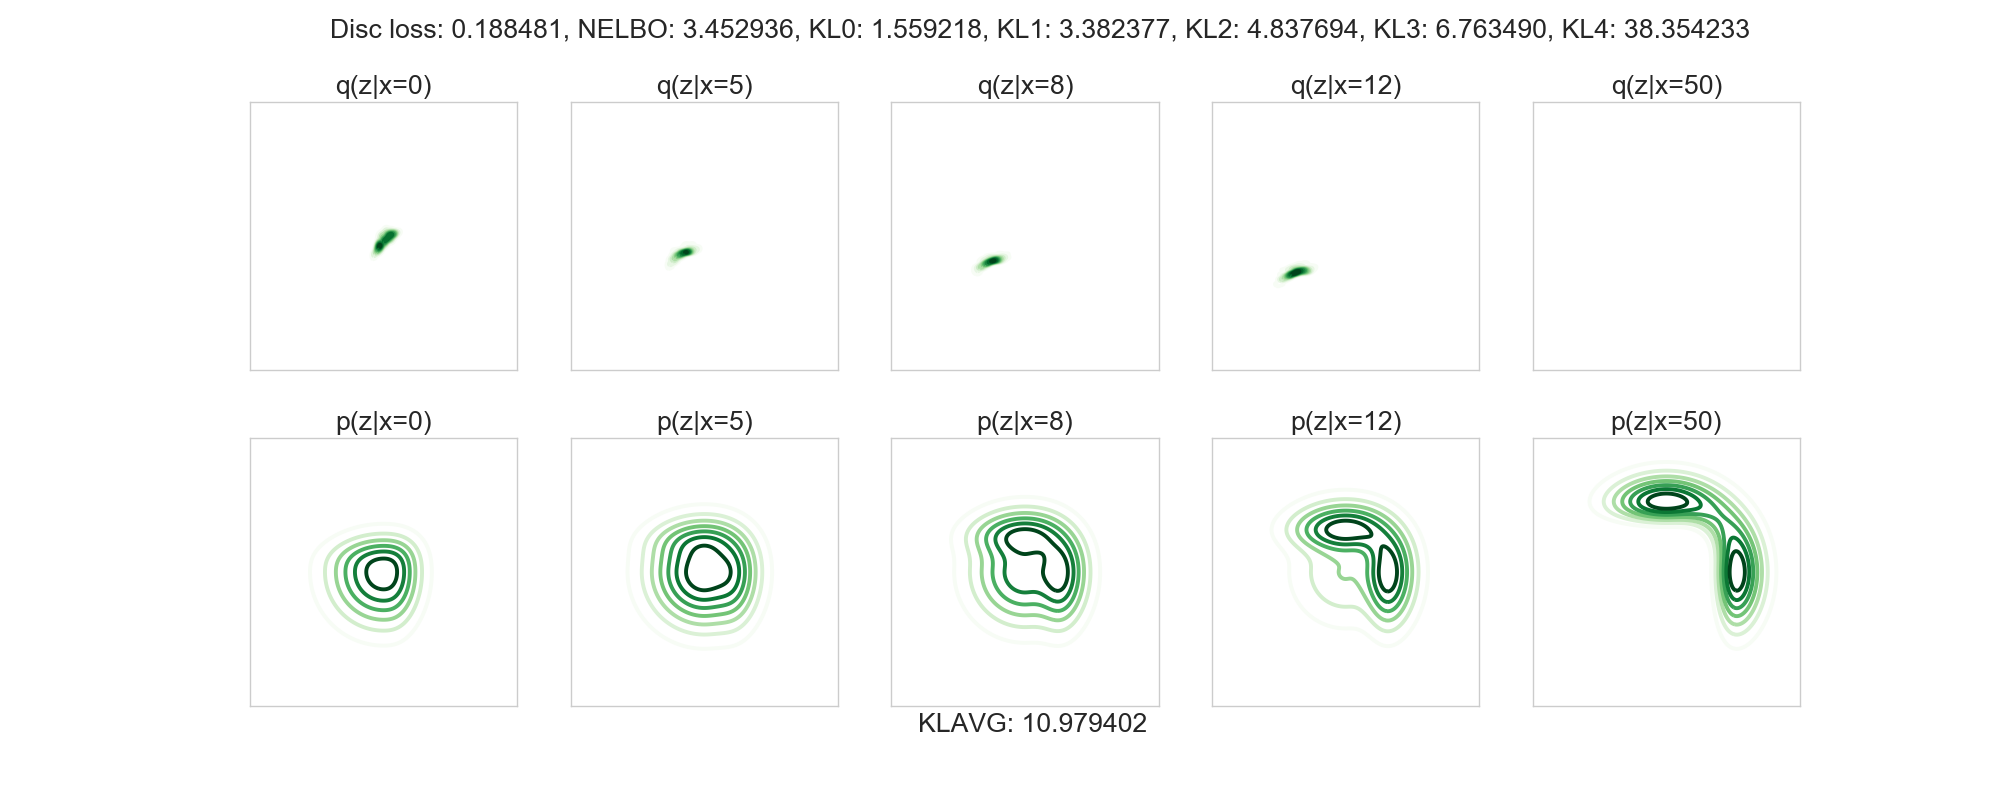 Disc loss: 0.188481, NELBO: 3.452936, KL0: 1.559218, KL1: 3.382377, KL2: 4.837694, KL3: 6.763490, KL4: 38.354233
q(z|x=0) q(z|x=5) q(z|x=8) q(z|x=12) q(z|x=50)
p(z|x=0) p(z|x=5) p(z|x=8) p(z|x=12) p(z|x=50)
KLAVG: 10.979402